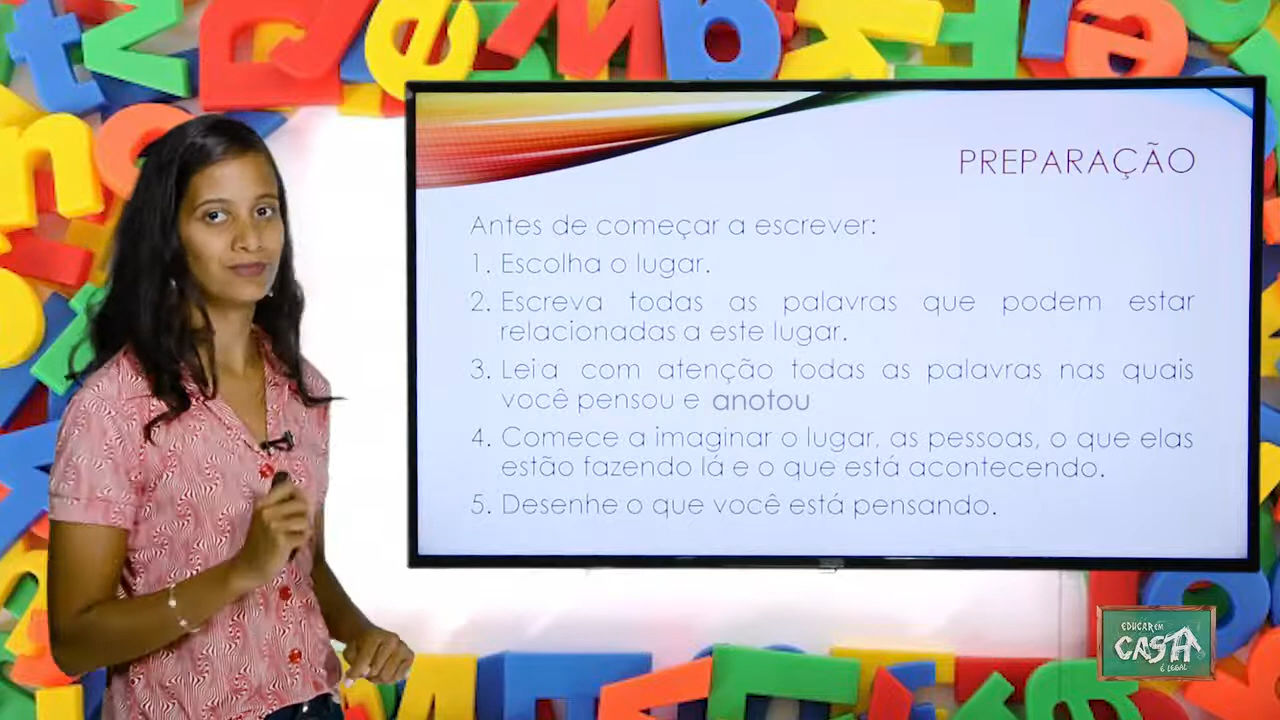 PREPARAÇÃO
Antes de começar a escrever:
1. Escolha o lugar.
2. Escreva todas as palavras que podem estar
relacionadas a este lugar.
3. Leia com atenção todas as palavras nas quais
você pensou e anotou
4. Comece a imaginar o lugar, as pessoas, o que elas
estão fazendo lá e o que está acontecendo.
5. Desenhe o que você está pensando.
EDUCAR EM
CASA
É LEGAL